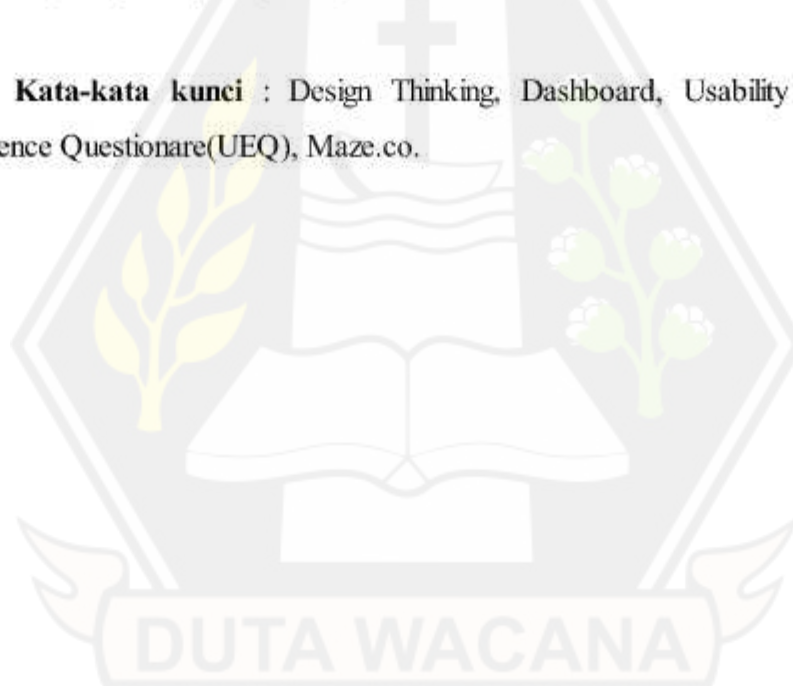 Kata-kata kunci : Design Thinking, Dashboard, Usability
ence Questionare(UEQ), Maze.co.
DUTA WACANA